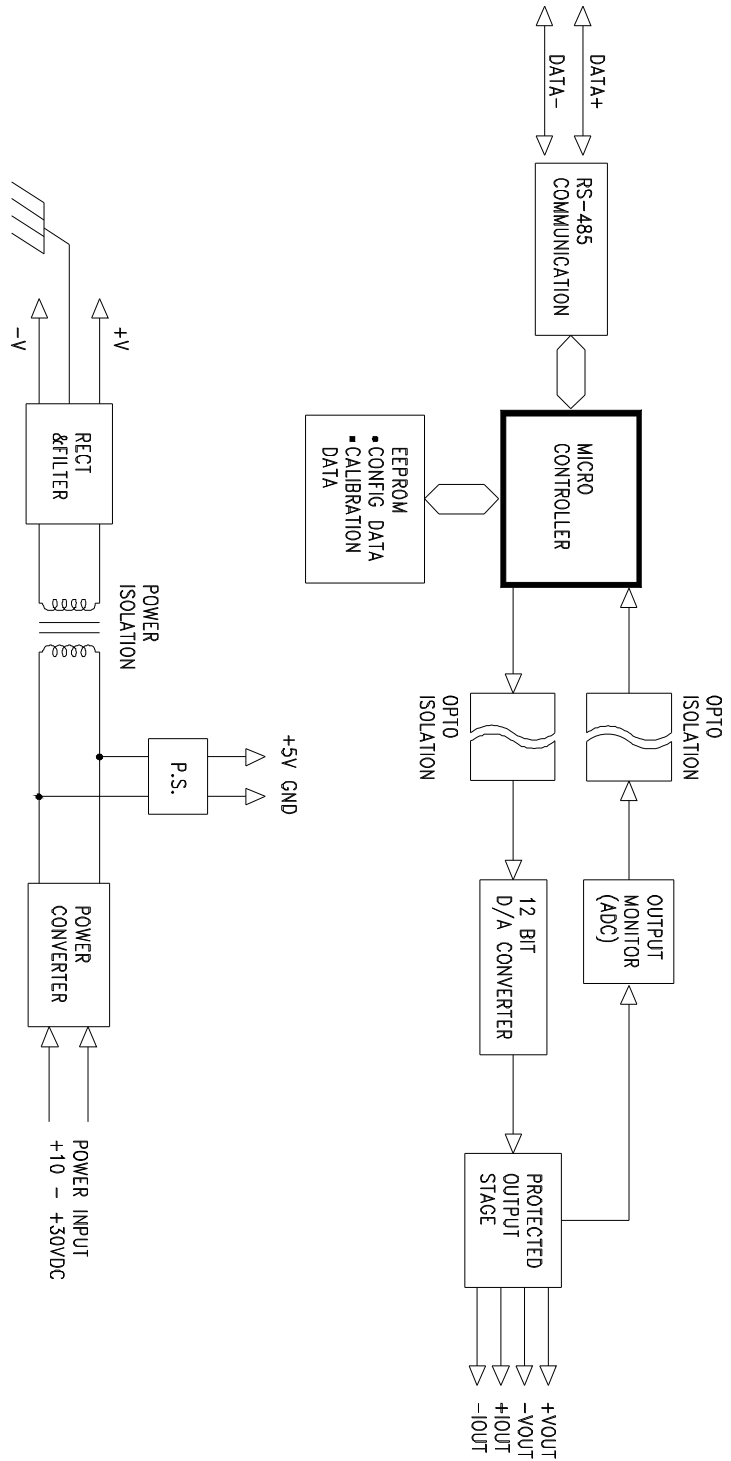 DATA+
DATA-
RS-485
COMMUNICATION
MICRO
CONTROLLER
EEPROM
• CONFIG DATA
▪ CALIBRATION
DATA
OPTO
ISOLATION
OPTO
ISOLATION
OUTPUT
MONITOR
(ADC)
12 BIT
D/A CONVERTER
PROTECTED
OUTPUT
STAGE
+VOUT
-VOUT
+IOUT
-IOUT
+V
-V
RECT
&FILTER
POWER
ISOLATION
+5V GND
P.S.
POWER
CONVERTER
POWER INPUT
+10 - +30VDC